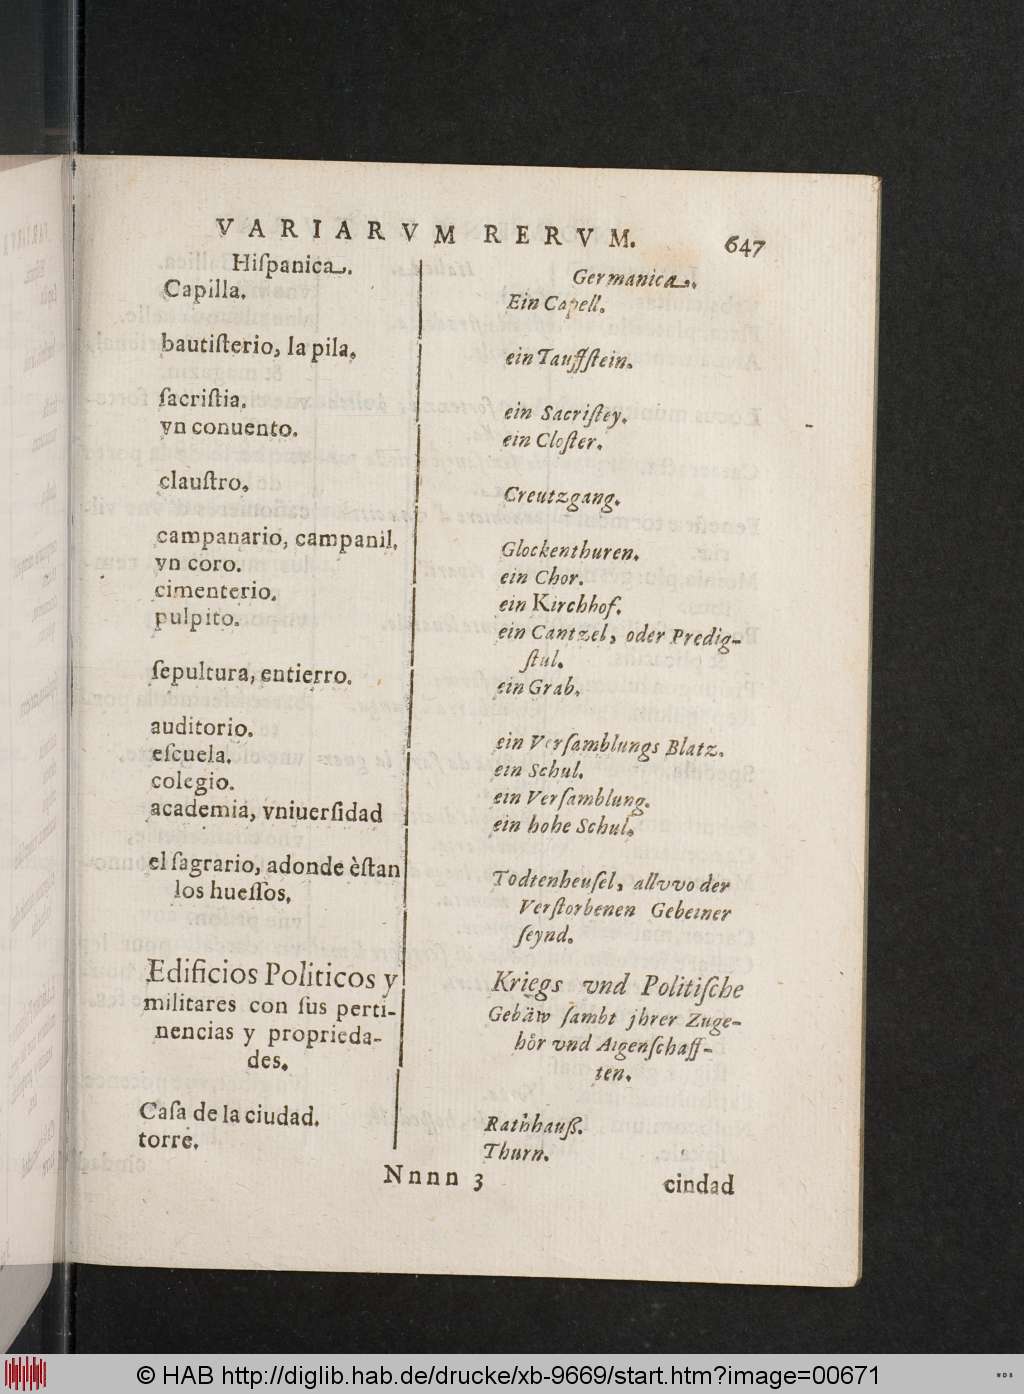 VARIARVM RERVM. 647
Hiſpanica.
Capilla.
bautiſterio, la pila.
ſacriſtia.
vn conuento.
clauſtro.
campanario, campanil.
vn coro.
cimenterio.
pulpito.
ſepultura, entierro.
auditorio.
eſcuela.
colegio.
academia, vniuerſidad
el ſagrario, adonde èſtan
los hueſſos.
Edificios Politicos y
militares con ſus perti-
nencias y proprieda-
des.
Caſa de la ciudad.
torre.
Germanica.
Ein Capell.
ein Tauffſtein.
ein Sacriſtey.
ein Cloſter.
Creutzgang.
Glockenthuren.
ein Chor.
ein Kirchhof.
ein Cantzel, oder Predig-
ſtul.
ein Grab.
ein Verſamblungs Blatz.
ein Schul.
ein Verſamblung.
ein hohe Schul.
Todtenheuſel, allvvo der
Verſtorbenen Gebeiner
ſeynd.
Kriegs vnd Politiſche
Gebäw ſambt jhrer Zuge-
hoͤr vnd Aigenſchaff-
ten.
Rathhauß.
Thurn.
Nnnn 3 cindad
© HAB http://diglib.hab.de/drucke/xb-9669/start.htm?image=00671